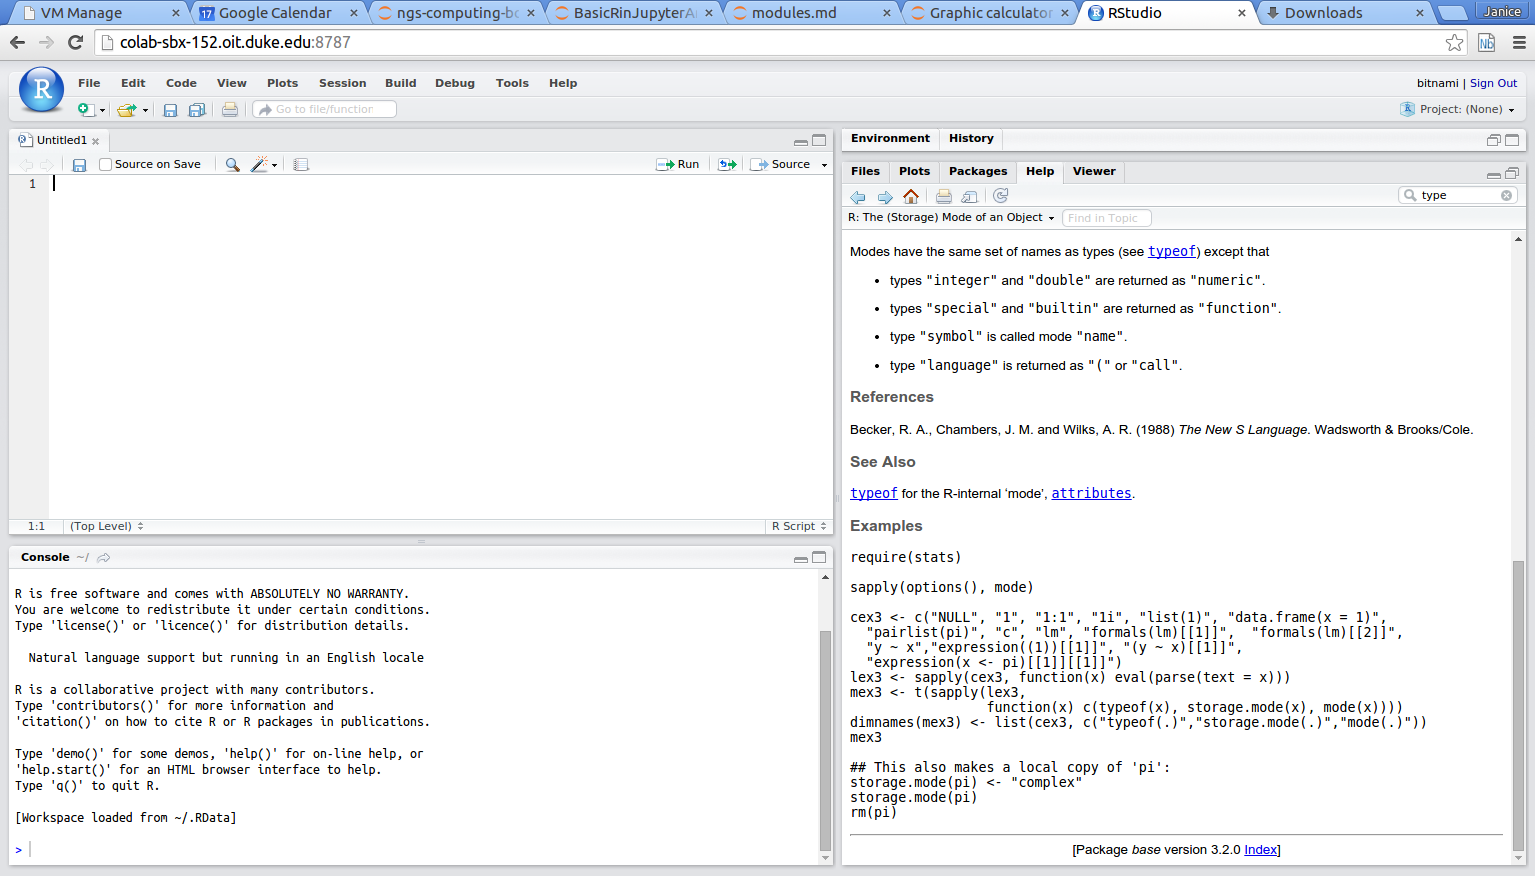 VM Manage
17 Google Calendar
ngs-computing-bo
BasicRinJupyterAn
modules.md
Graphic calculator
RStudio
Downloads
Janice
colab-sbx-152.oit.duke.edu:8787
Nb
R
File Edit Code View Plots Session Build Debug Tools Help
bitnami | Sign Out
Go to file/function
Project: (None)
Untitled1
Source on Save
Run
Source
1
1:1 (Top Level)
R Script
Console ~/
R is free software and comes with ABSOLUTELY NO WARRANTY.
You are welcome to redistribute it under certain conditions.
Type 'license()' or 'licence()' for distribution details.
Natural language support but running in an English locale
R is a collaborative project with many contributors.
Type 'contributors()' for more information and
'citation()' on how to cite R or R packages in publications.
Type 'demo()' for some demos, 'help()' for on-line help, or
'help.start()' for an HTML browser interface to help.
Type 'q()' to quit R.
[Workspace loaded from ~/.RData]
>
Environment History
Files Plots Packages Help Viewer
type
R: The (Storage) Mode of an Object
Find in Topic
Modes have the same set of names as types (see typeof) except that
• types "integer" and "double" are returned as "numeric".
• types "special" and "builtin" are returned as "function".
• type "symbol" is called mode "name".
• type "language" is returned as "(" or "call".
References
Becker, R. A., Chambers, J. M. and Wilks, A. R. (1988) The New S Language. Wadsworth & Brooks/Cole.
See Also
typeof for the R-internal ‘mode’, attributes.
Examples
require(stats)
sapply(options(), mode)
cex3 <- c("NULL", "1", "1:1", "1i", "list(1)", "data.frame(x = 1)",
"pairlist(pi)", "c", "lm", "formals(lm)[[1]]", "formals(lm)[[2]]",
"y ~ x","expression((1))[[1]]", "(y ~ x)[[1]]",
"expression(x <- pi)[[1]][[1]]")
lex3 <- sapply(cex3, function(x) eval(parse(text = x)))
mex3 <- t(sapply(lex3,
function(x) c(typeof(x), storage.mode(x), mode(x))))
dimnames(mex3) <- list(cex3, c("typeof(.)","storage.mode(.)","mode(.)"))
mex3
## This also makes a local copy of 'pi':
storage.mode(pi) <- "complex"
storage.mode(pi)
rm(pi)
[Package base version 3.2.0 Index]